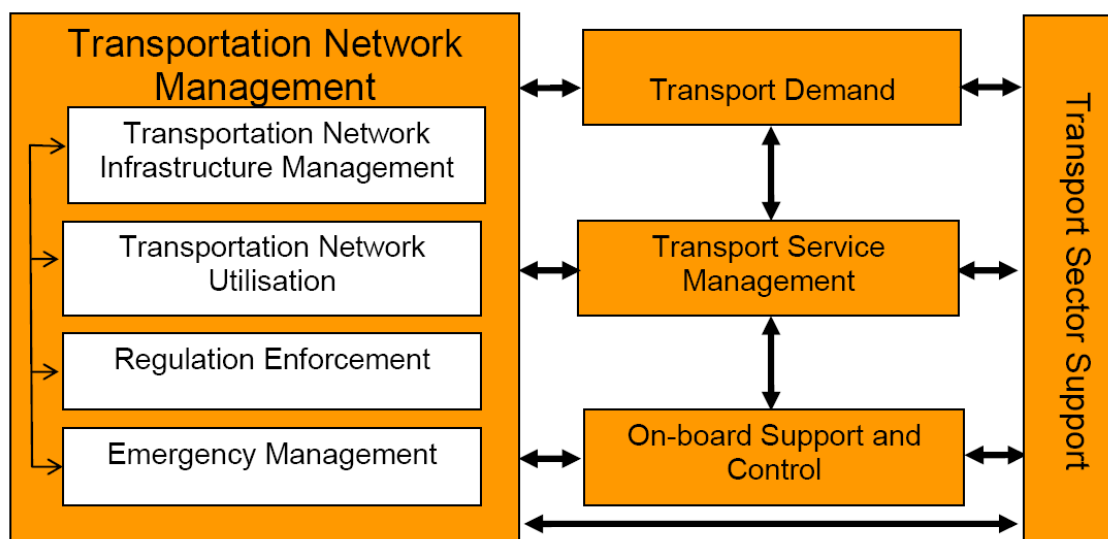 Transportation Network
Management
Transportation Network
Infrastructure Management
Transportation Network
Utilisation
Regulation Enforcement
Emergency Management
Transport Demand
Transport Service
Management
On-board Support and
Control
Transport Sector Support